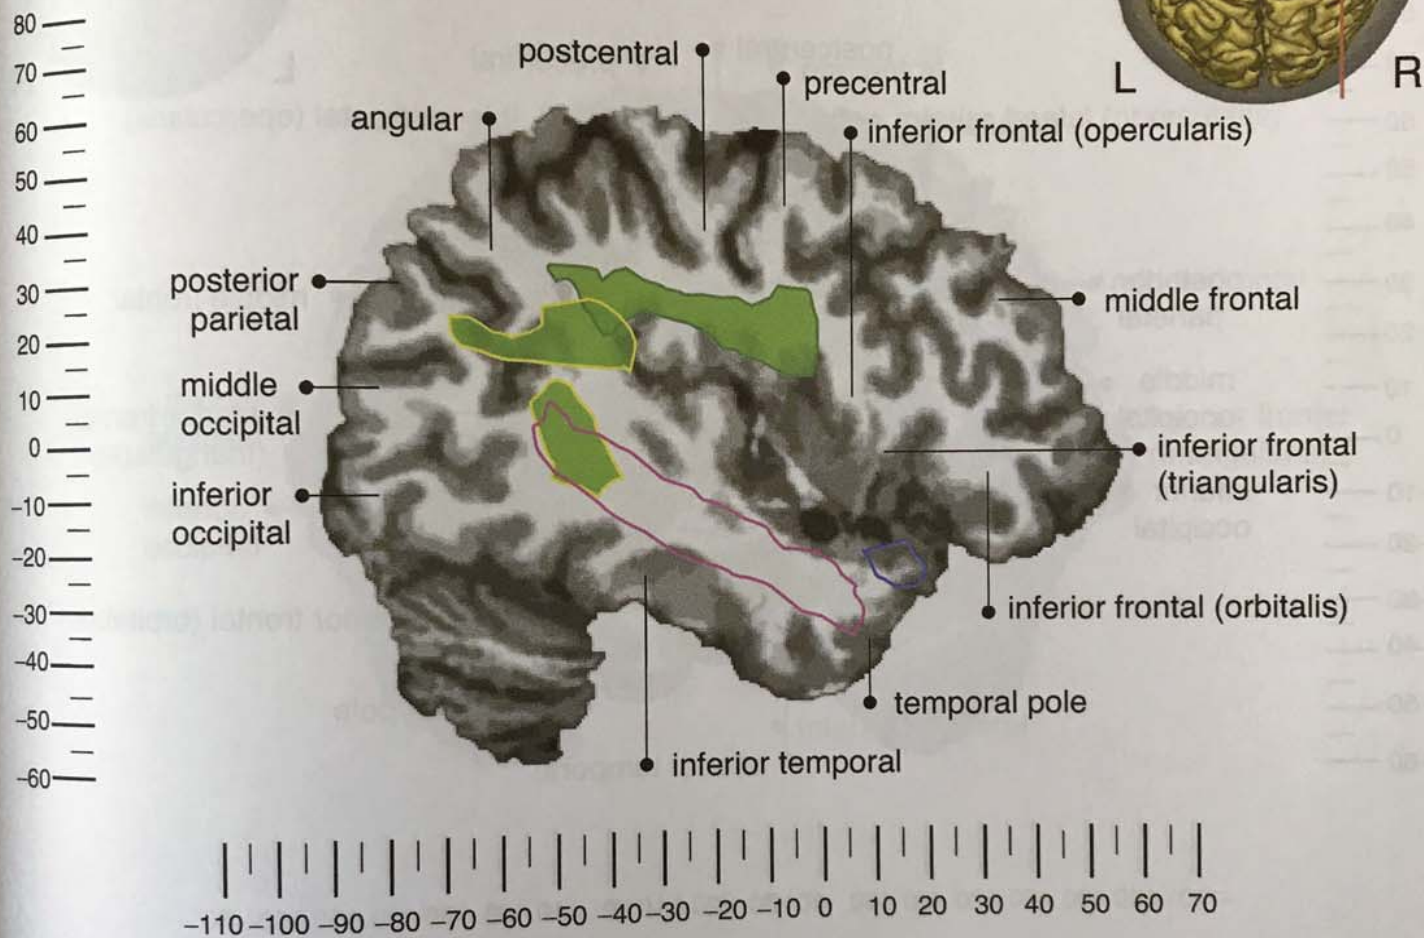 80
70
60
50
40
30
20
10
0
–10
–20
–30
–40
–50
–60
L
R
postcentral
precentral
angular
inferior frontal (opercularis)
posterior
parietal
middle frontal
middle
occipital
inferior frontal
(triangularis)
inferior
occipital
inferior frontal (orbitalis)
temporal pole
inferior temporal
–110 –100 –90 –80 –70 –60 –50 –40 –30 –20 –10 0 10 20 30 40 50 60 70